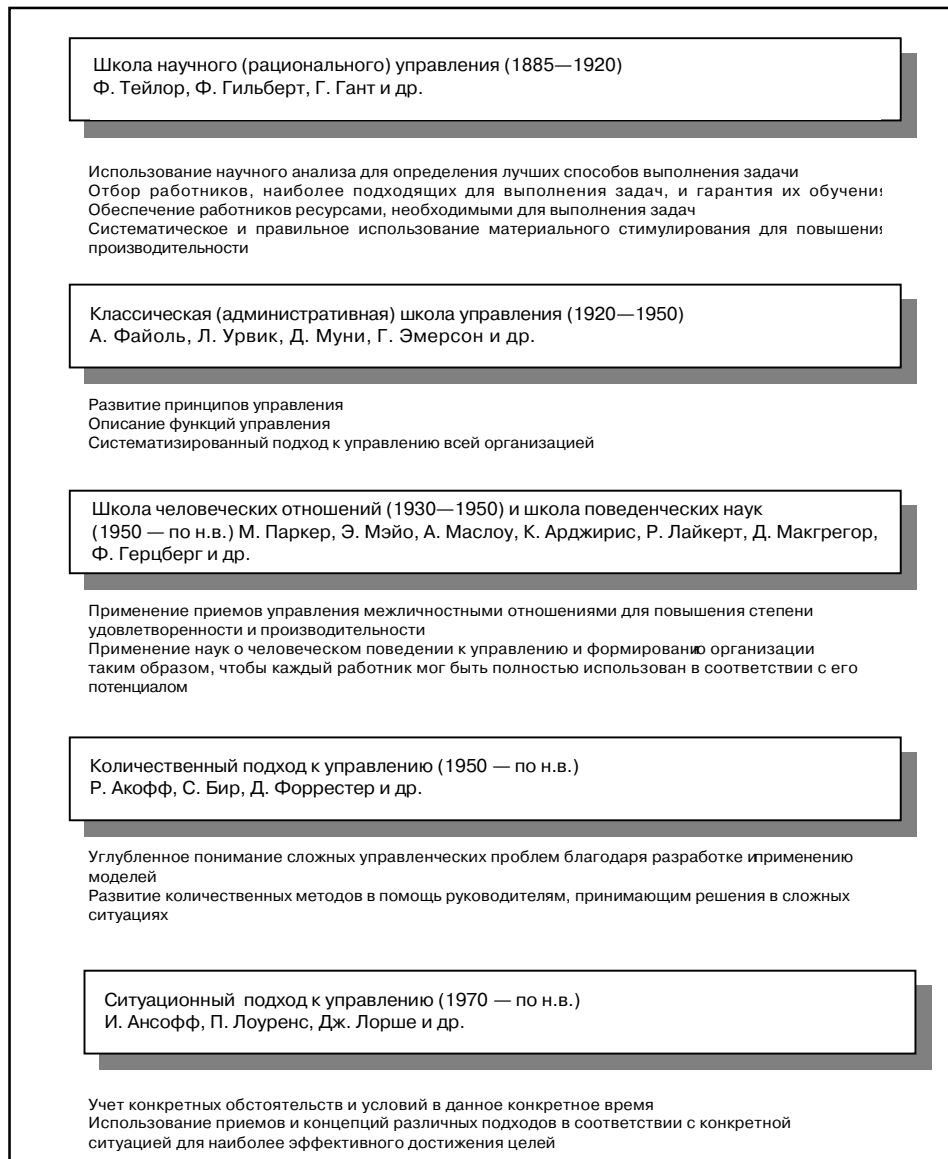 Школа научного (рационального) управления (1885—1920)
Ф. Тейлор, Ф. Гильберт, Г. Гант и др.
Использование научного анализа для определения лучших способов выполнения задачи
Отбор работников, наиболее подходящих для выполнения задач, и гарантия их обучения
Обеспечение работников ресурсами, необходимыми для выполнения задач
Систематическое и правильное использование материального стимулирования для повышения
производительности
Классическая (административная) школа управления (1920—1950)
А. Файоль, Л. Урвик, Д. Муни, Г. Эмерсон и др.
Развитие принципов управления
Описание функций управления
Систематизированный подход к управлению всей организацией
Школа человеческих отношений (1930—1950) и школа поведенческих наук
(1950 — по н.в.) М. Паркер, Э. Мэйо, А. Маслоу, К. Арджирис, Р. Лайкерт, Д. Макгрегор,
Ф. Герцберг и др.
Применение приемов управления межличностными отношениями для повышения степени
удовлетворенности и производительности
Применение наук о человеческом поведении к управлению и формированию организации
таким образом, чтобы каждый работник мог быть полностью использован в соответствии с его
потенциалом
Количественный подход к управлению (1950 — по н.в.)
Р. Акофф, С. Бир, Д. Форрестер и др.
Углубленное понимание сложных управленческих проблем благодаря разработке и применению
моделей
Развитие количественных методов в помощь руководителям, принимающим решения в сложных
ситуациях
Ситуационный подход к управлению (1970 — по н.в.)
И. Ансофф, П. Лоуренс, Дж. Лорше и др.
Учет конкретных обстоятельств и условий в данное конкретное время
Использование приемов и концепций различных подходов в соответствии с конкретной
ситуацией для наиболее эффективного достижения целей